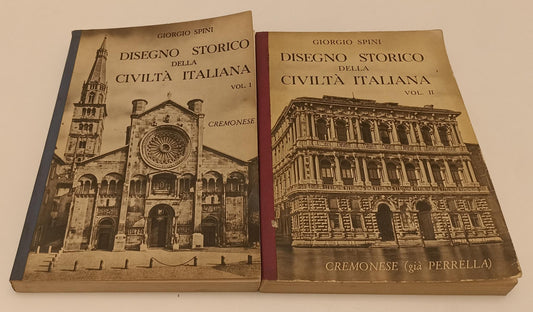 GIORGIO SPINI
DISEGNO STORICO
DELLA
CIVILTÀ ITALIANA
VOL. I
CREMONESE
GIORGIO SPINI
DISEGNO STORICO
DELLA
CIVILTÀ ITALIANA
VOL. II
CREMONESE (già PERRELLA)